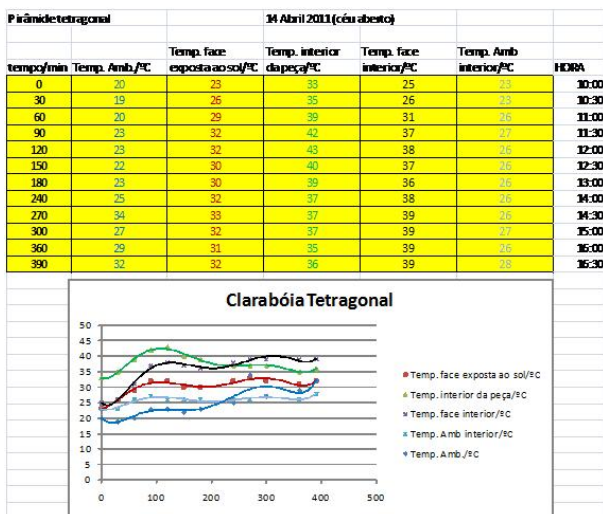 Pirâmide tetragonal 14 Abril 2011 (céu aberto)
Temp. face Temp. interior Temp. face Temp. Amb
tempo/min Temp. Amb./ºC exposta ao sol/ºC da peça/ºC interior/ºC interior/ºC HORA
0 20 23 33 25 23 10:00
30 19 26 35 26 23 10:30
60 20 29 39 31 26 11:00
90 23 32 42 37 27 11:30
120 23 32 43 38 26 12:00
150 22 30 40 37 26 12:30
180 23 30 39 36 26 13:00
240 25 32 37 38 26 14:00
270 34 33 37 39 26 14:30
300 27 32 37 39 27 15:00
360 29 31 35 39 26 16:00
390 32 32 36 39 28 16:30
Clarabóia Tetragonal
50
45
40
35
30
25
20
15
10
5
0
0 100 200 300 400 500
Temp. face exposta ao sol/ºC
Temp. interior da peça/ºC
Temp. face interior/ºC
Temp. Amb interior/ºC
Temp. Amb./ºC